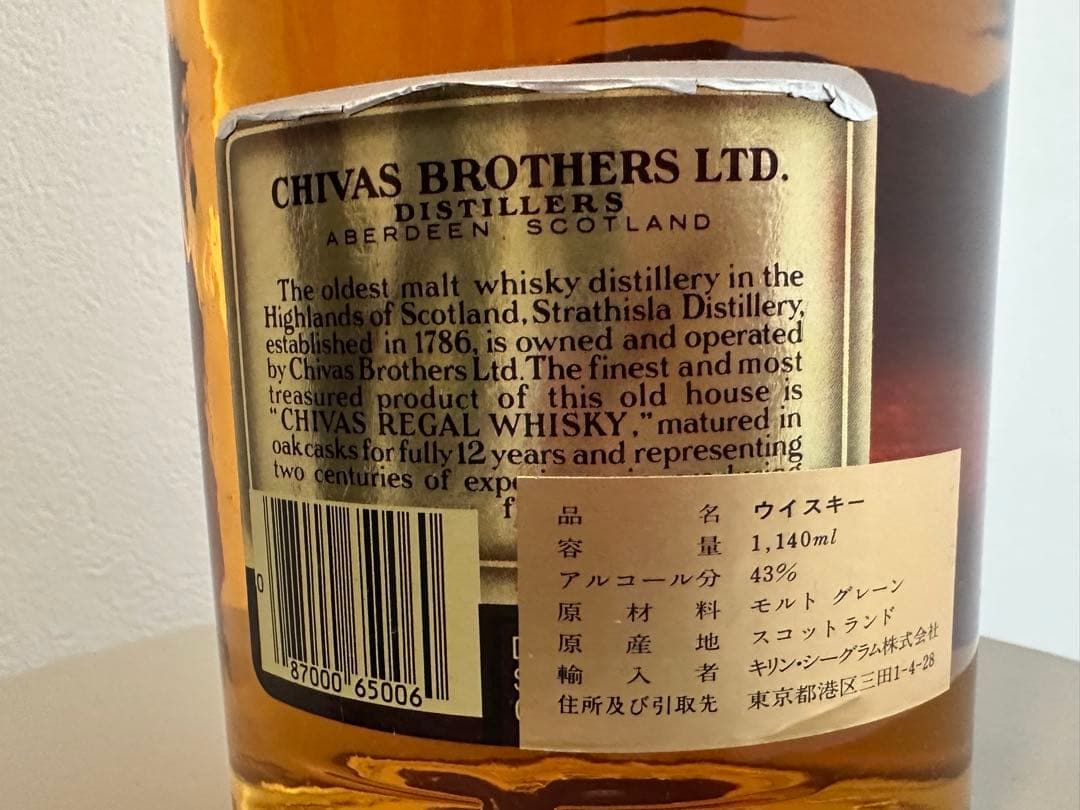 CHIVAS BROTHERS LTD.
DISTILLERS
ABERDEEN SCOTLAND
The oldest malt whisky distillery in the
Highlands of Scotland, Strathisla Distillery,
established in 1786, is owned and operated
by Chivas Brothers Ltd. The finest and most
treasured product of this old house is
"CHIVAS REGAL WHISKY," matured in
oak casks for fully 12 years and representing
two centuries of
品名 ウイスキー
容量 1,140ml
アルコール分 43%
原材料 モルト グレーン
原産地 スコットランド
輸入者 キリン・シーグラム株式会社
住所及び引取先 東京都港区三田1-4-28
0 87000 65006